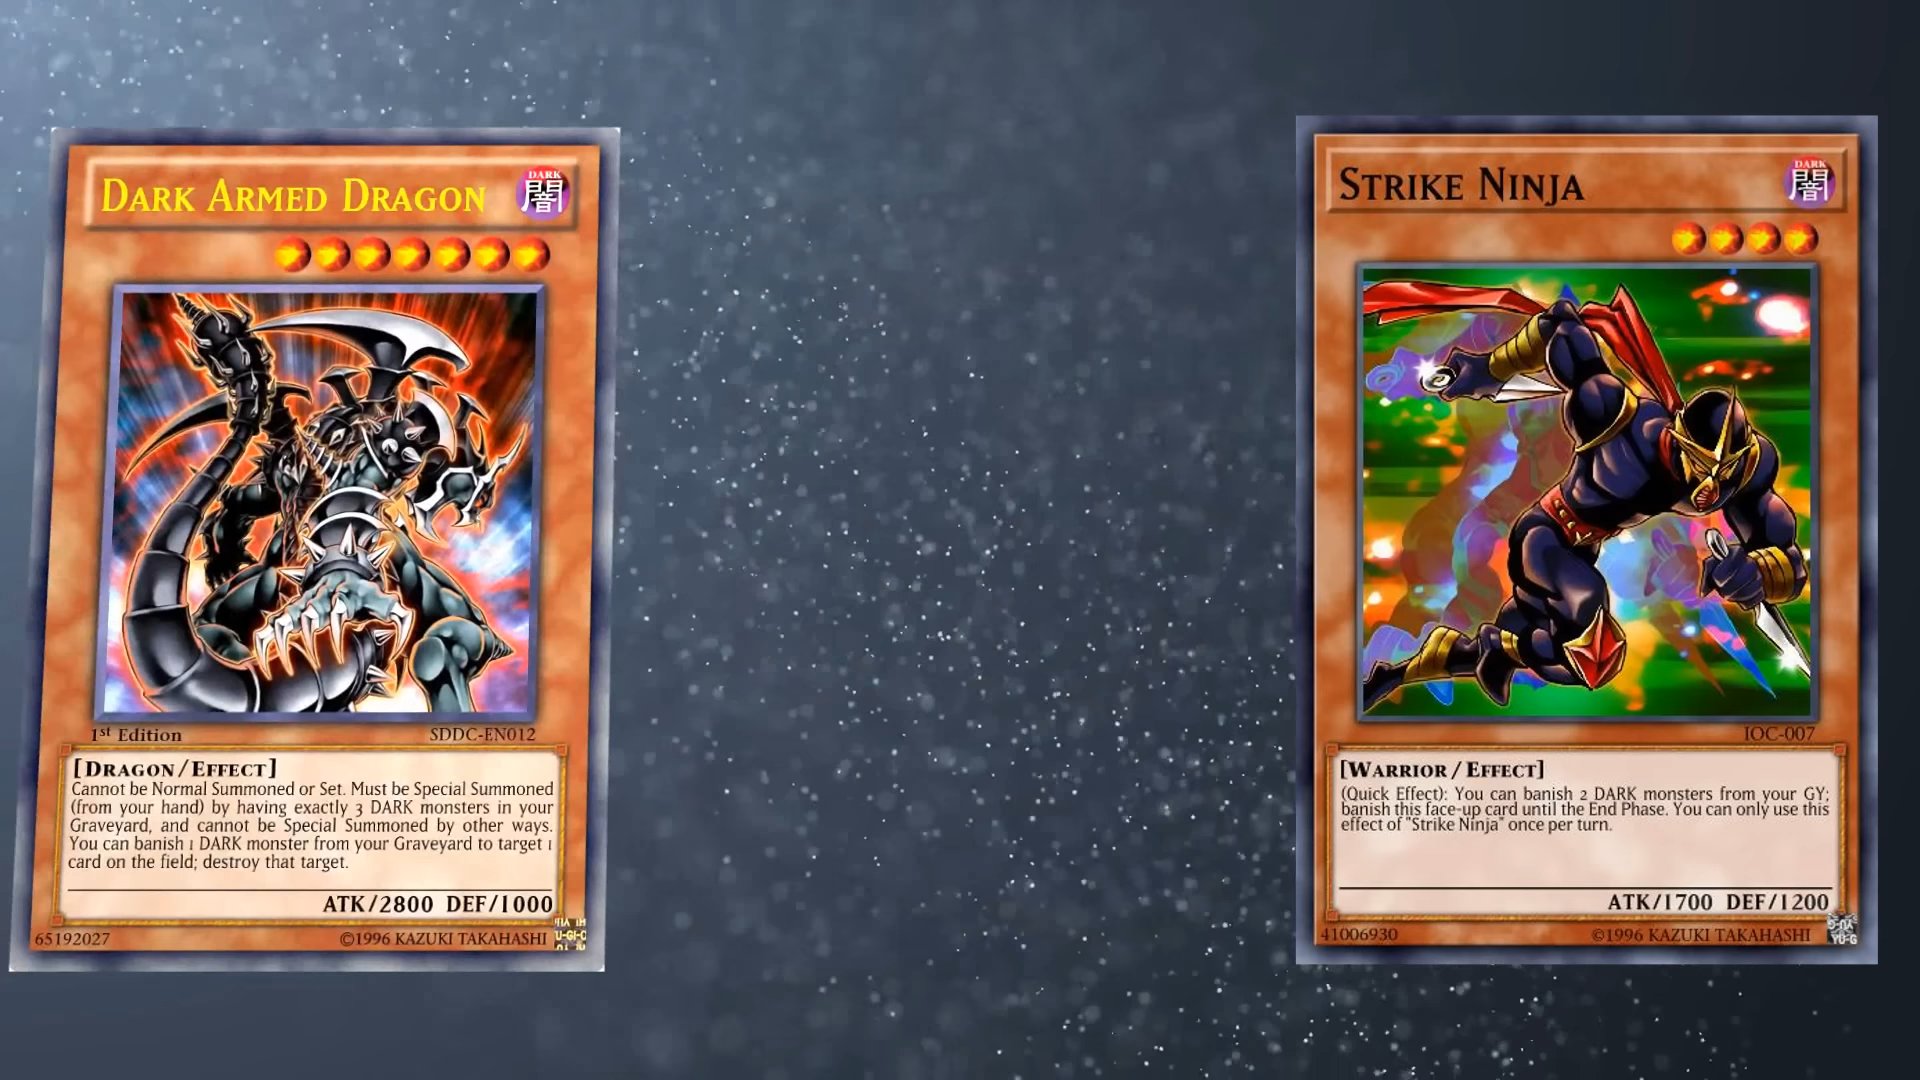 DARK ARMED DRAGON
DARK
闇
1st Edition
SDDC-EN012
[DRAGON/EFFECT]
Cannot be Normal Summoned or Set. Must be Special Summoned
(from your hand) by having exactly 3 DARK monsters in your
Graveyard, and cannot be Special Summoned by other ways.
You can banish 1 DARK monster from your Graveyard to target 1
card on the field; destroy that target.
ATK/2800 DEF/1000
65192027
©1996 KAZUKI TAKAHASHI
STRIKE NINJA
DARK
闇
IOC-007
[WARRIOR/EFFECT]
(Quick Effect): You can banish 2 DARK monsters from your GY;
banish this face-up card until the End Phase. You can only use this
effect of "Strike Ninja" once per turn.
ATK/1700 DEF/1200
41006930
©1996 KAZUKI TAKAHASHI